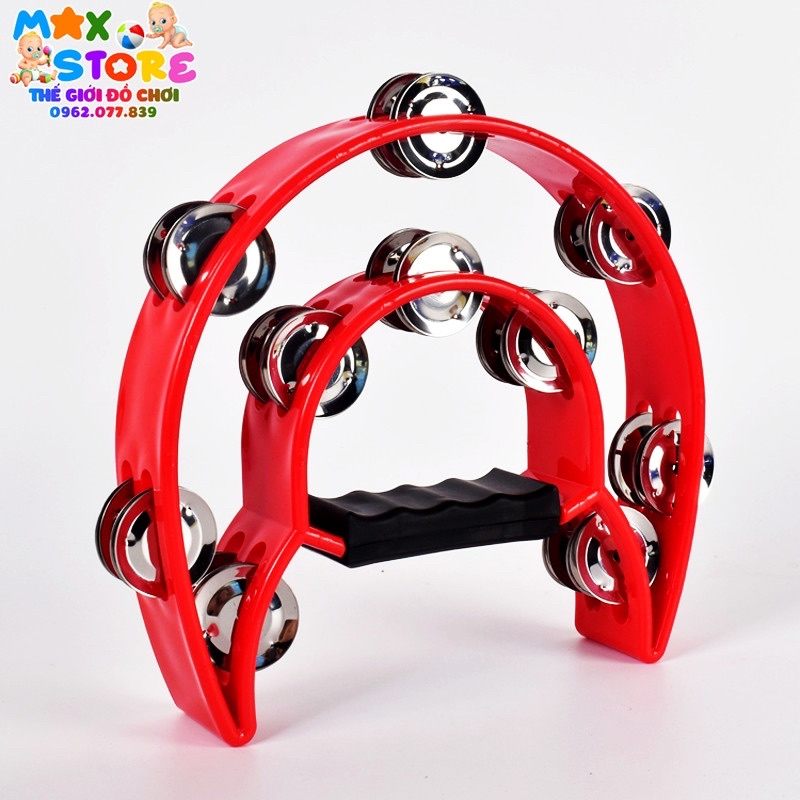 MAX
STORE
THẾ GIỚI ĐỒ CHƠI
0962.077.839